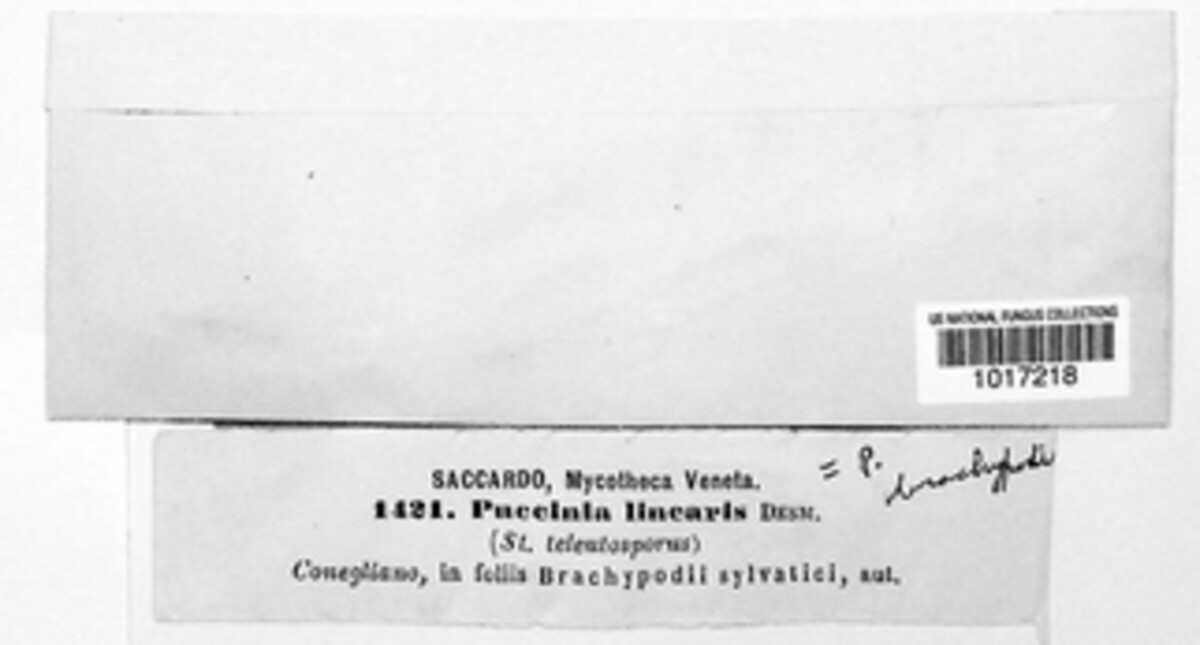 US NATIONAL FUNGUS COLLECTIONS
1017218
SACCARDO, Mycotheca Veneta.
= P. brachypodii
1421. Puccinia linearis DESM.
(St. teleutosporus)
Conegliano, in foliis Brachypodii sylvatici, aut.